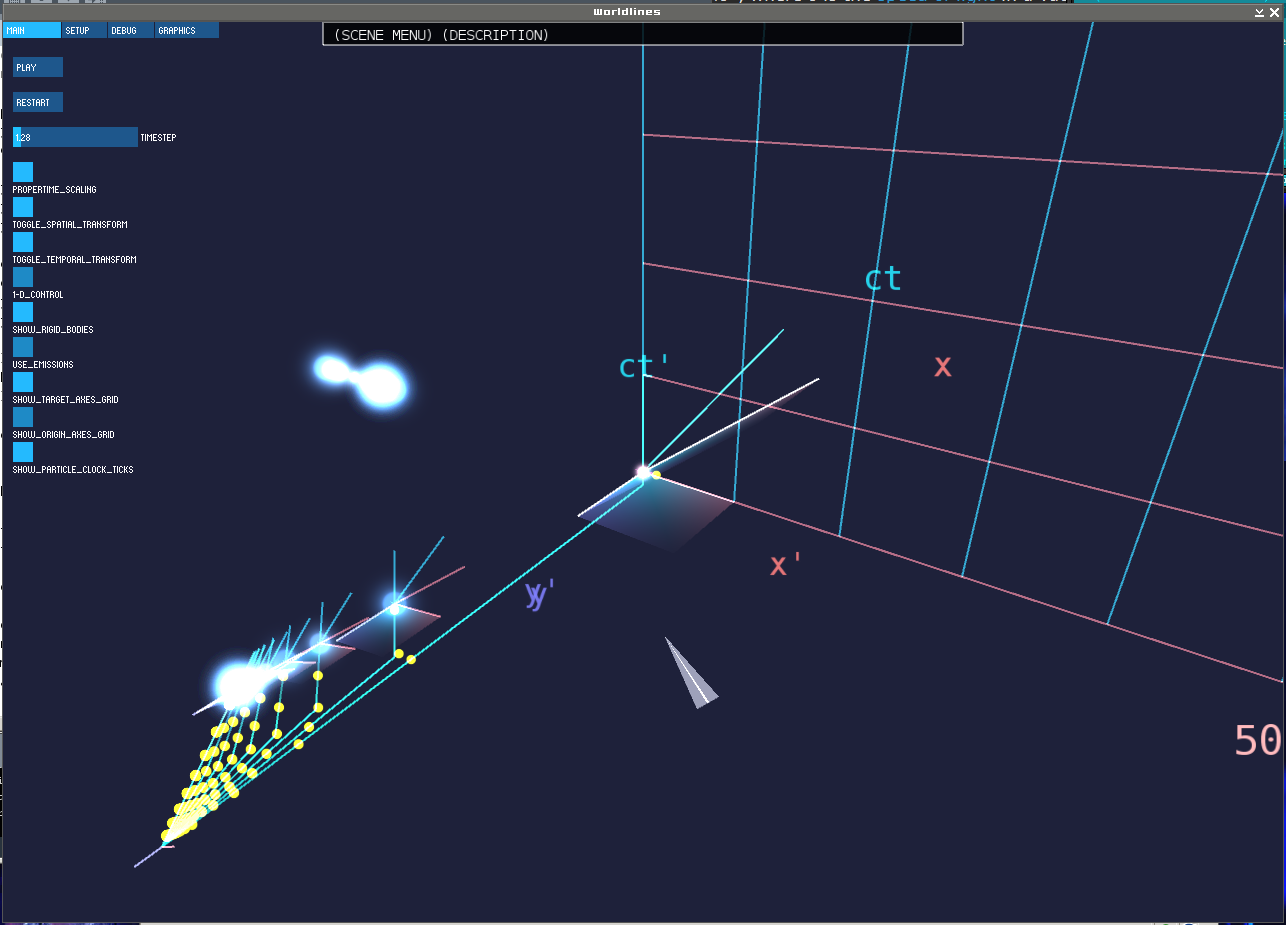 Worldlines
MAIN SETUP DEBUG GRAPHICS
(SCENE MENU) (DESCRIPTION)
PLAY
RESTART
128 TIMESTEP
PROPERTIME_SCALING
TOGGLE_SPATIAL_TRANSFORM
TOGGLE_TEMPORAL_TRANSFORM
1-D_CONTROL
SHOW_RIGID_BODIES
USE_EMISSIONS
SHOW_TARGET_AXES_GRID
SHOW_ORIGIN_AXES_GRID
SHOW_PARTICLE_CLOCK_TICKS
ct
ct'
x
x'
y'
50